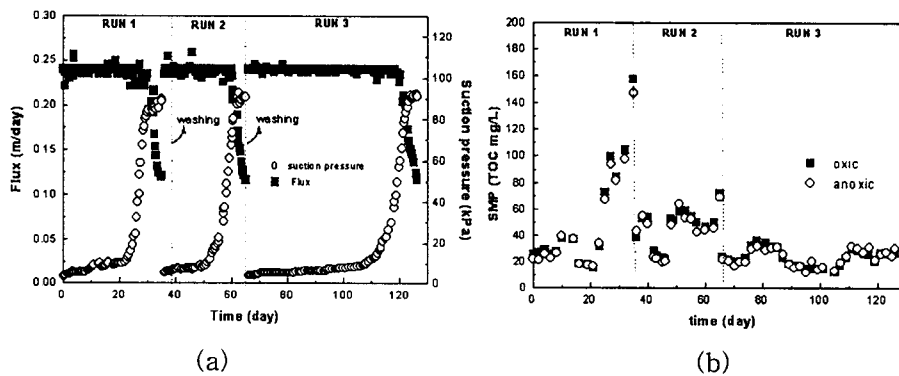 RUN 1 RUN 2 RUN 3
0.30
0.25
0.20
0.15
0.10
0.05
0.00
Flux (m/day)
washing
washing
suction pressure
Flux
120
100
80
60
40
20
0
Suction pressure (kPa)
0 20 40 60 80 100 120
Time (day)
(a)
RUN 1 RUN 2 RUN 3
200
180
160
140
120
100
80
60
40
20
0
SMP (TOC mg/L)
oxic
anoxic
0 20 40 60 80 100 120
time (day)
(b)